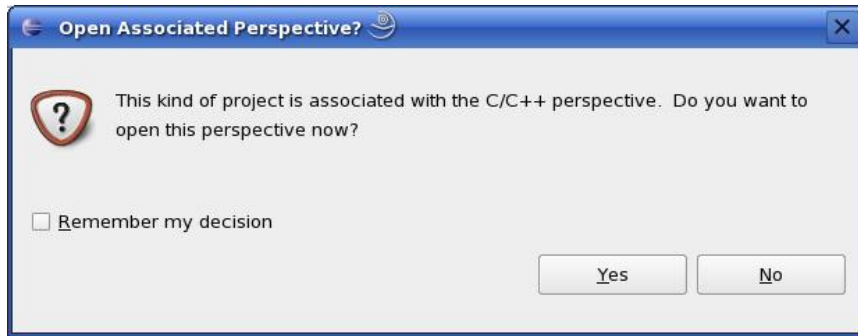 Open Associated Perspective?
This kind of project is associated with the C/C++ perspective.  Do you want to
open this perspective now?
Remember my decision
Yes
No